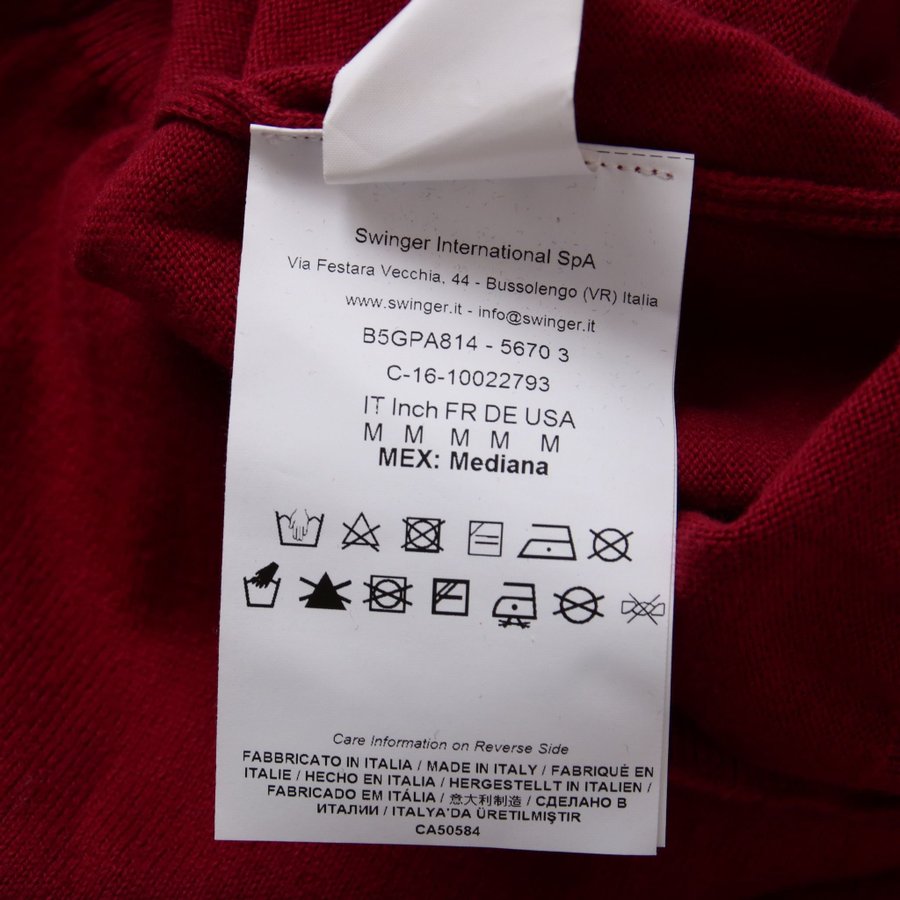 Swinger International SpA
Via Festara Vecchia, 44 - Bussolengo (VR) Italia
www.swinger.it - info@swinger.it
B5GPA814 - 5670 3
C-16-10022793
IT Inch FR DE USA
M M M M M
MEX: Mediana
Care Information on Reverse Side
FABBRICATO IN ITALIA / MADE IN ITALY / FABRIQUÉ EN
ITALIE / HECHO EN ITALIA / HERGESTELLT IN ITALIEN /
FABRICADO EM ITÁLIA / 意大利制造 / СДЕЛАНО В
ИТАЛИИ / ITALYA'DA ÜRETILMIŞTIR
CA50584